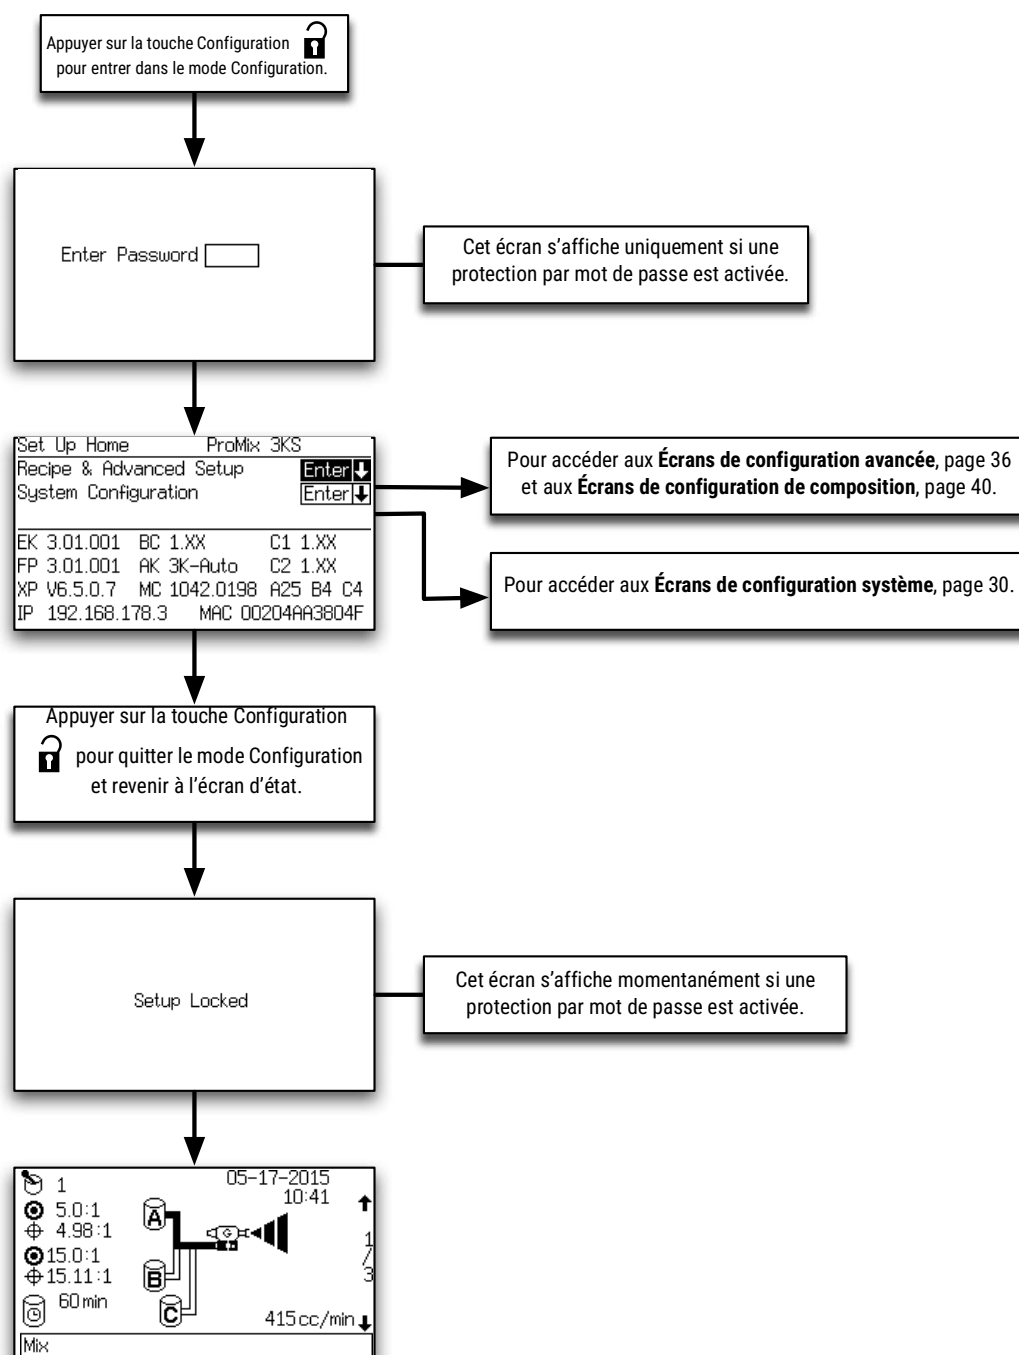 Appuyer sur la touche Configuration
pour entrer dans le mode Configuration.
Enter Password
Cet écran s’affiche uniquement si une
protection par mot de passe est activée.
Set Up Home ProMix 3KS
Recipe & Advanced Setup Enter
System Configuration Enter
EK 3.01.001 BC 1.XX C1 1.XX
FP 3.01.001 AK 3K-Auto C2 1.XX
XP V6.5.0.7 MC 1042.0198 A25 B4 C4
IP 192.168.178.3 MAC 00204AA3804F
Pour accéder aux Écrans de configuration avancée, page 36
et aux Écrans de configuration de composition, page 40.
Pour accéder aux Écrans de configuration système, page 30.
Appuyer sur la touche Configuration
pour quitter le mode Configuration
et revenir à l’écran d’état.
Setup Locked
Cet écran s’affiche momentanément si une
protection par mot de passe est activée.
1
05-17-2015
10:41
5.0:1
4.98:1
15.0:1
15.11:1
60 min
A
B
C
1
/
3
415 cc/min
Mix